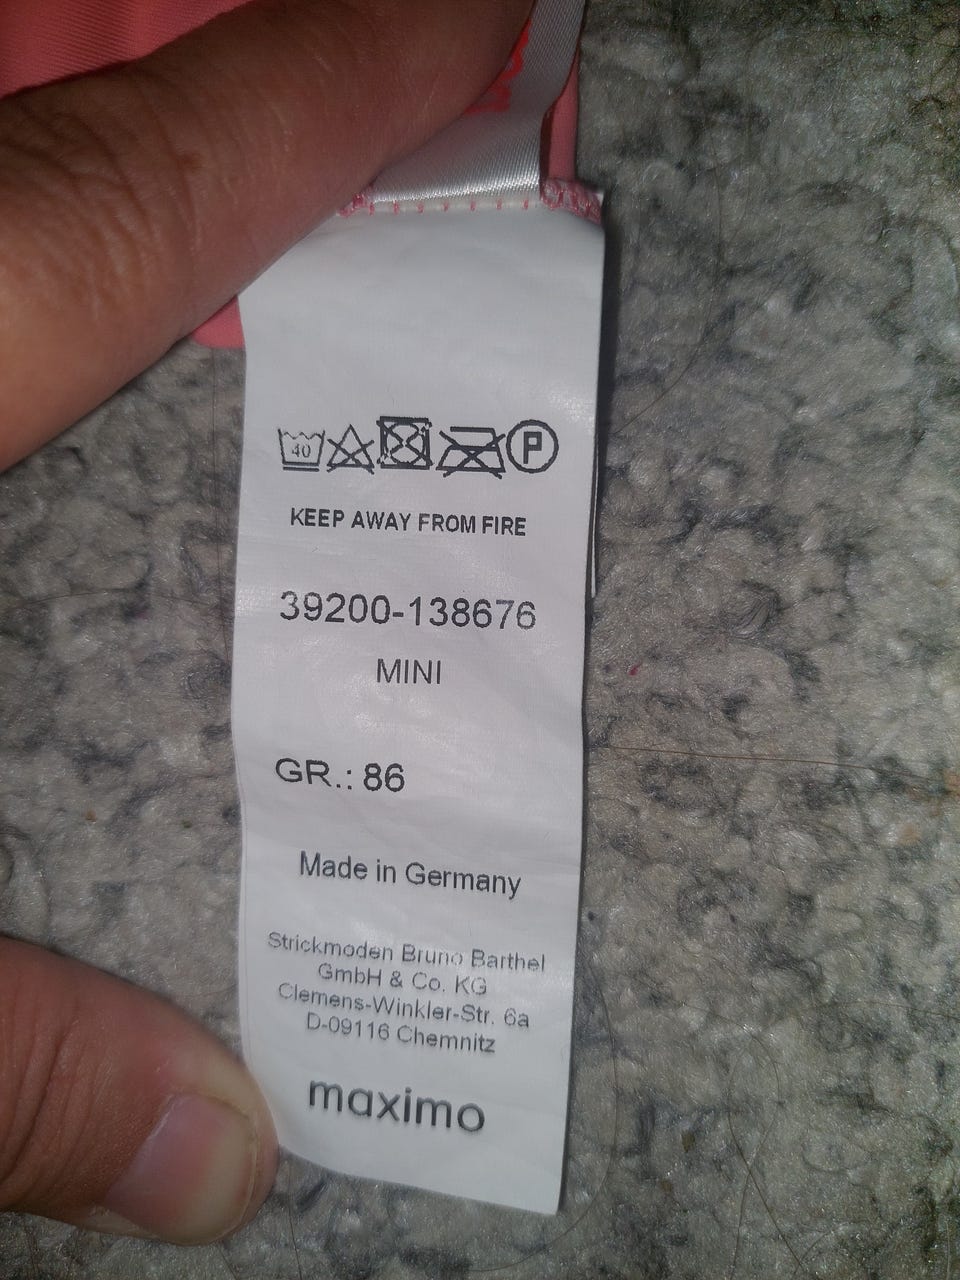 40 P
KEEP AWAY FROM FIRE
39200-138676
MINI
GR.: 86
Made in Germany
Strickmoden Bruno Barthel
GmbH & Co. KG
Clemens-Winkler-Str. 6a
D-09116 Chemnitz
maximo